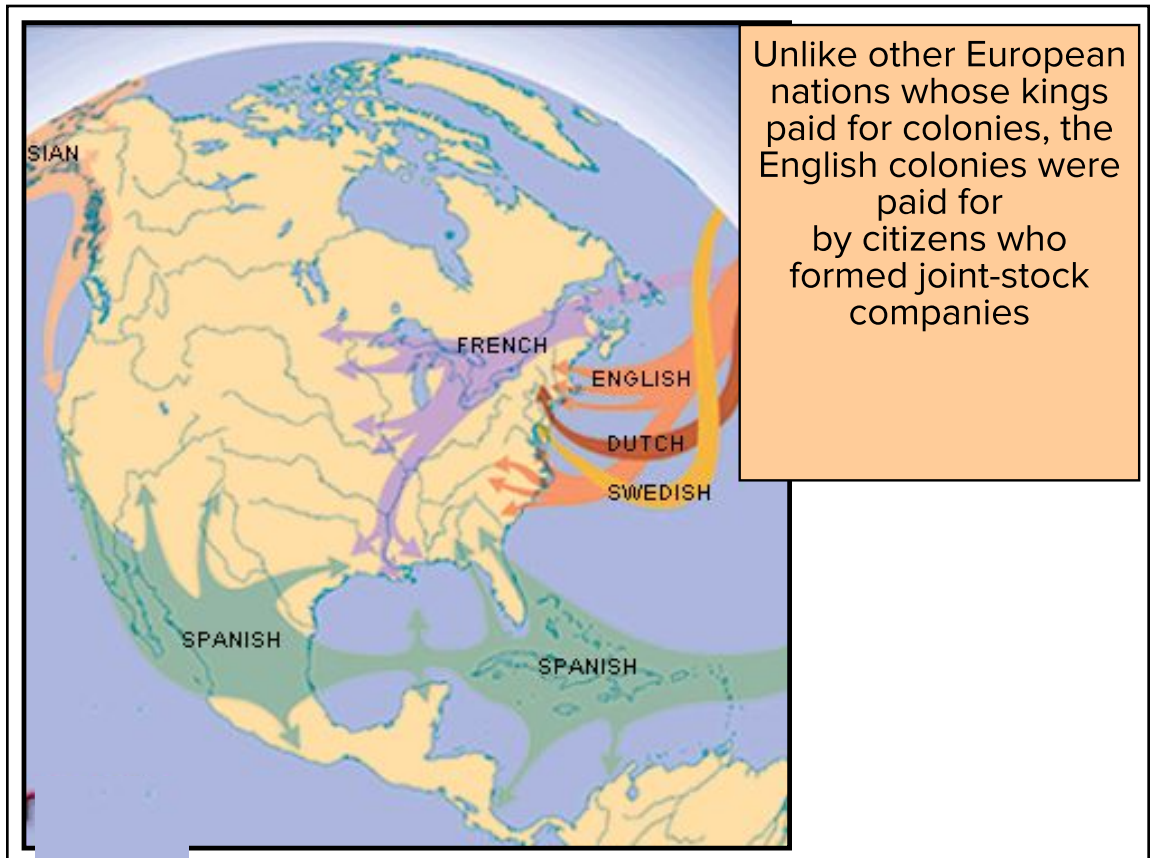 Unlike other European
nations whose kings
paid for colonies, the
English colonies were
paid for
by citizens who
formed joint-stock
companies
SIAN
FRENCH
ENGLISH
DUTCH
SWEDISH
SPANISH
SPANISH